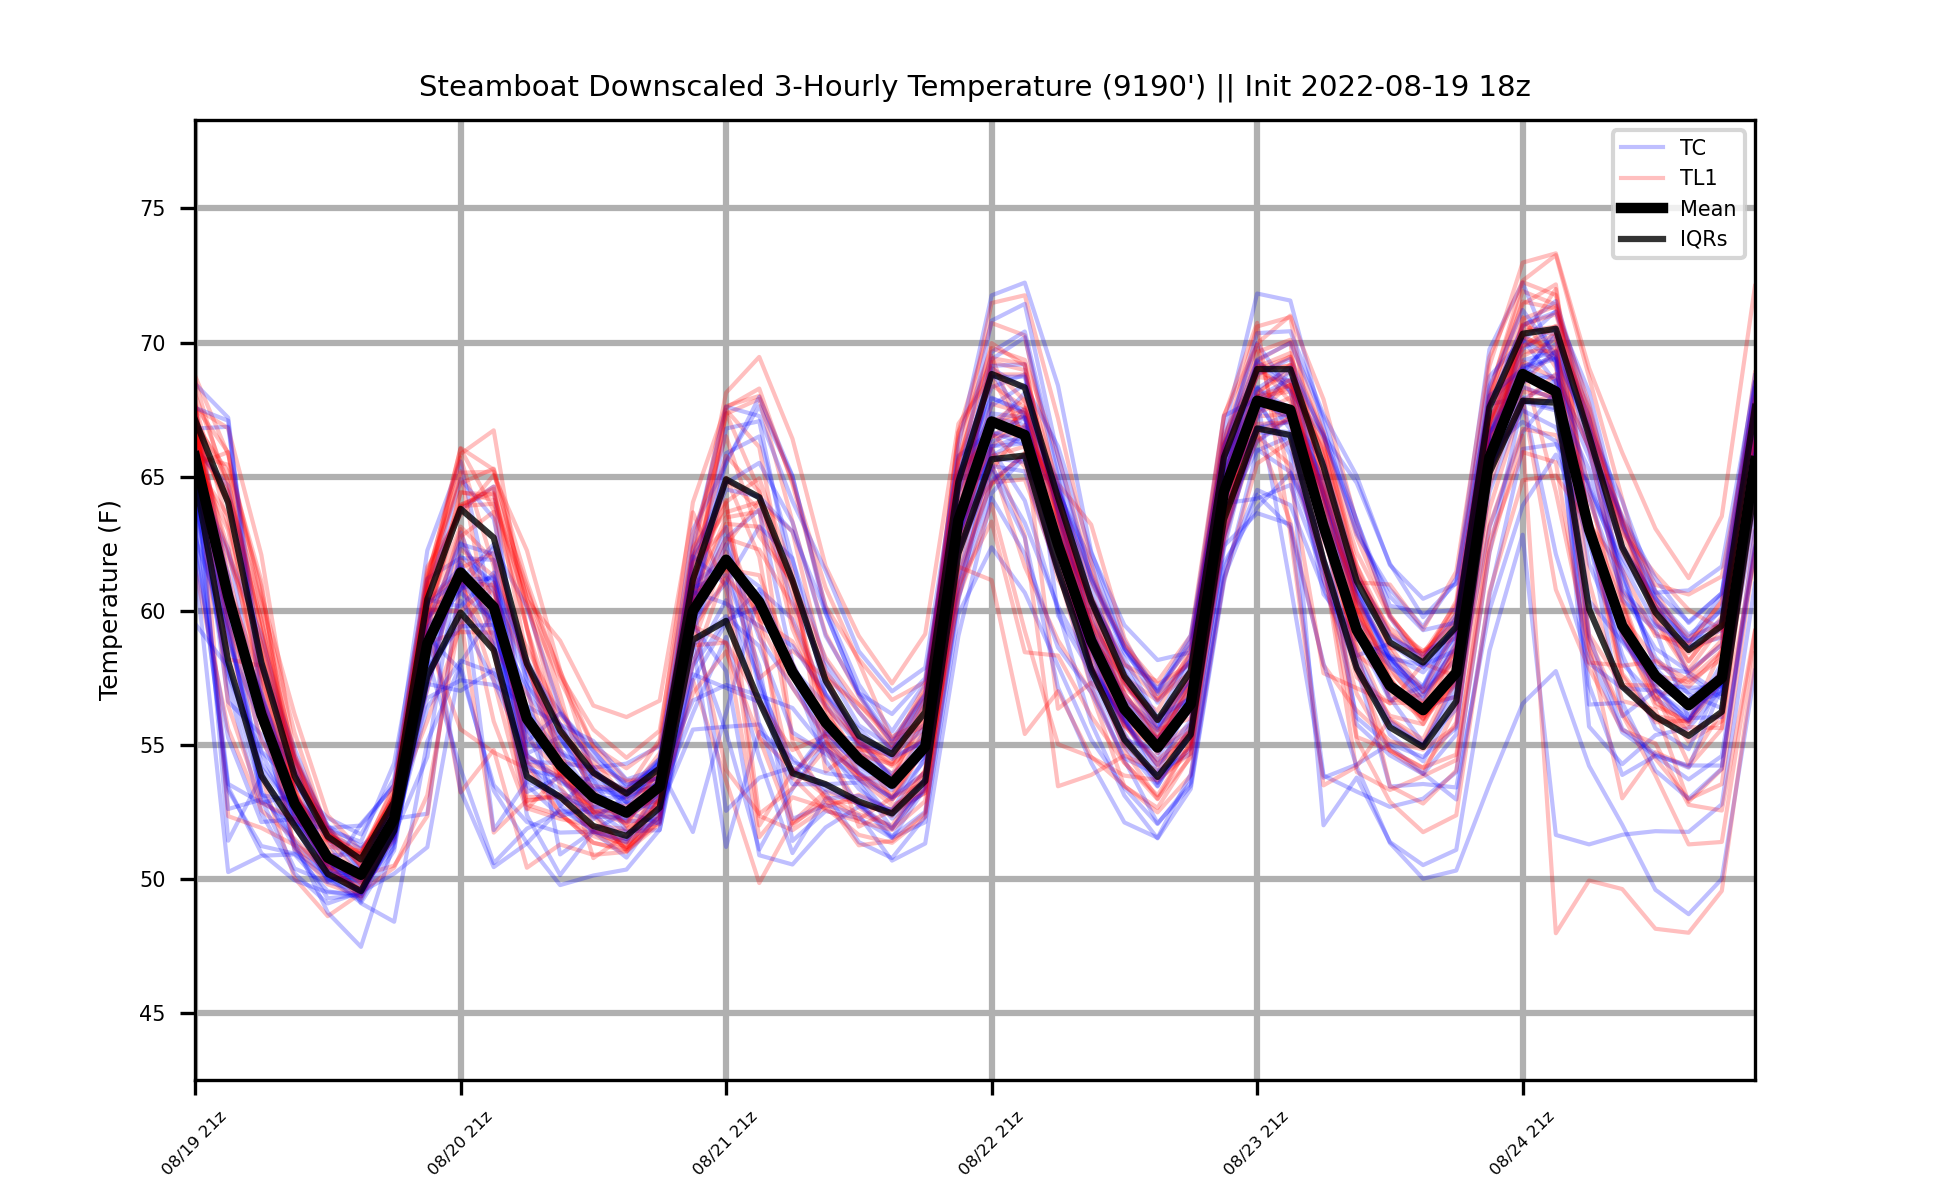 Steamboat Downscaled 3-Hourly Temperature (9190') || Init 2022-08-19 18z
TC
TL1
Mean
IQRs
Temperature (F)
75
70
65
60
55
50
45
08/19 21z
08/20 21z
08/21 21z
08/22 21z
08/23 21z
08/24 21z